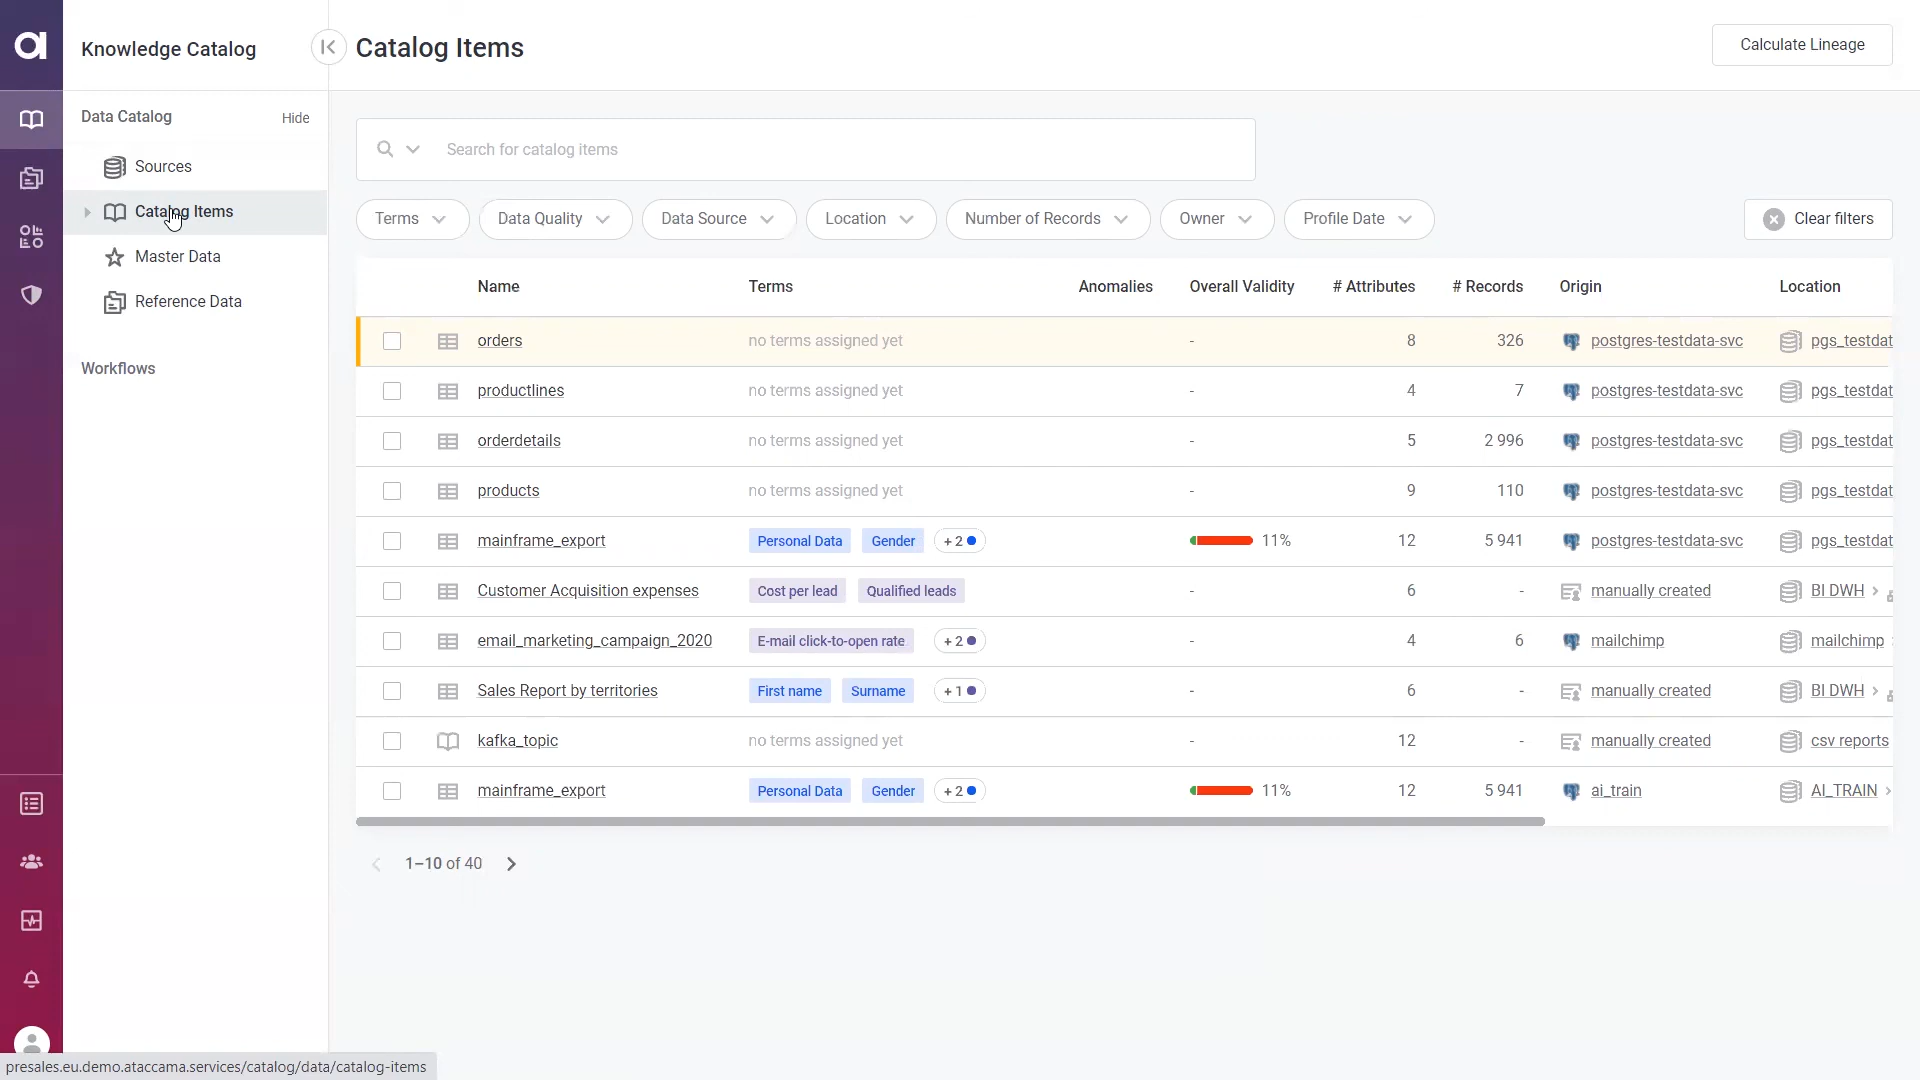 Knowledge Catalog
Catalog Items
Calculate Lineage
Data Catalog
Hide
Sources
Catalog Items
Master Data
Reference Data
Workflows
Search for catalog items
Terms
Data Quality
Data Source
Location
Number of Records
Owner
Profile Date
Clear filters
Name Terms Anomalies Overall Validity # Attributes # Records Origin Location
orders no terms assigned yet - 8 326 postgres-testdata-svc pgs_testdat
productlines no terms assigned yet - 4 7 postgres-testdata-svc pgs_testdat
orderdetails no terms assigned yet - 5 2 996 postgres-testdata-svc pgs_testdat
products no terms assigned yet - 9 110 postgres-testdata-svc pgs_testdat
mainframe_export Personal Data Gender + 2 11% 12 5 941 postgres-testdata-svc pgs_testdat
Customer Acquisition expenses Cost per lead Qualified leads - 6 - manually created BI DWH >
email_marketing_campaign_2020 E-mail click-to-open rate + 2 - 4 6 mailchimp mailchimp
Sales Report by territories First name Surname + 1 - 6 - manually created BI DWH >
kafka_topic no terms assigned yet - 12 - manually created csv reports
mainframe_export Personal Data Gender + 2 11% 12 5 941 ai_train AI_TRAIN >
1–10 of 40
presales.eu.demo.ataccama.services/catalog/data/catalog-items